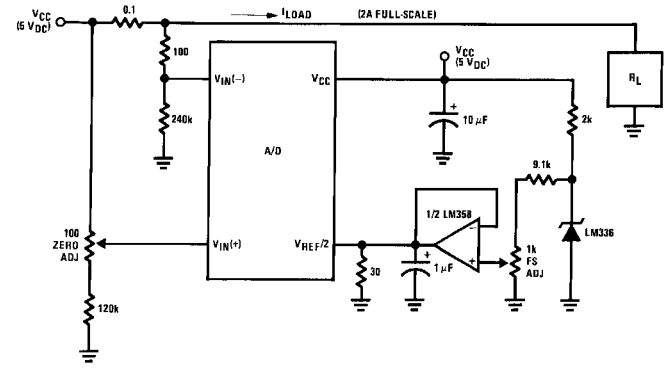 VCC
(5 VDC)
0.1
ILOAD
(2A FULL-SCALE)
100
VIN(−)
240k
A/D
VCC
VCC
(5 VDC)
10 μF
+
RL
2k
9.1k
LM336
1/2 LM358
−
+
1k
FS
ADJ
100
ZERO
ADJ
VIN(+)
VREF/2
30
+
1 μF
120k